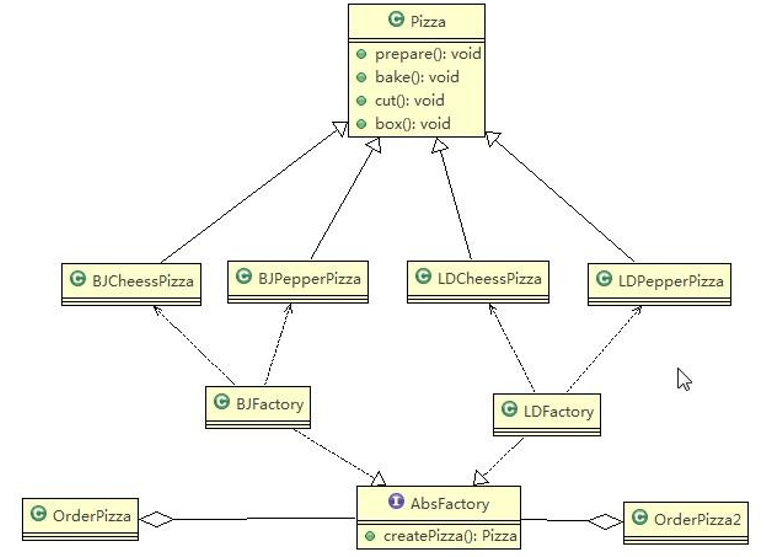 C Pizza
prepare(): void
bake(): void
cut(): void
box(): void
C BJCheessPizza
C BJPepperPizza
C LDCheessPizza
C LDPepperPizza
C BJFactory
C LDFactory
C OrderPizza
I AbsFactory
createPizza(): Pizza
C OrderPizza2